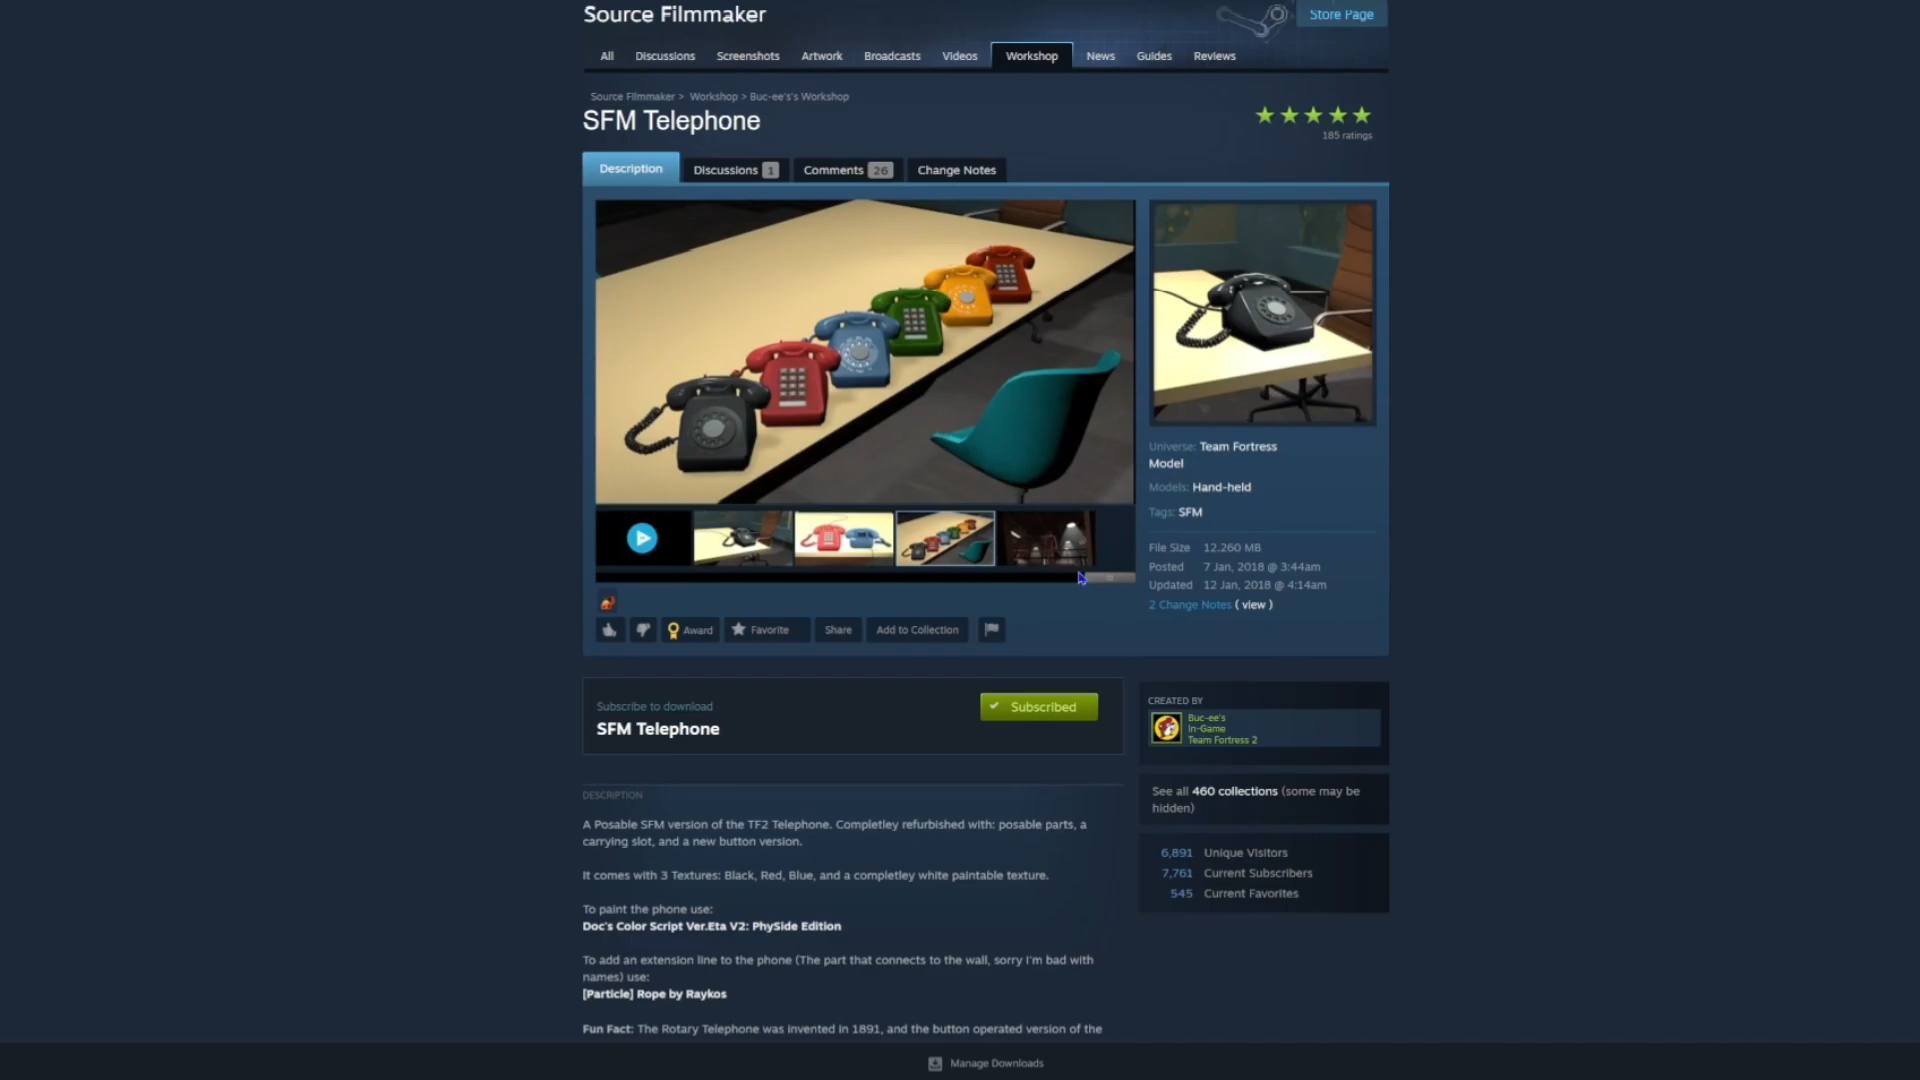 Source Filmmaker
Store Page
All Discussions Screenshots Artwork Broadcasts Videos Workshop News Guides Reviews
Source Filmmaker > Workshop > Buc-ee's's Workshop
SFM Telephone
185 ratings
Description Discussions 1 Comments 26 Change Notes
Universe: Team Fortress
Model
Models: Hand-held
Tags: SFM
File Size 12.260 MB
Posted 7 Jan, 2018 @ 3:44am
Updated 12 Jan, 2018 @ 4:14am
2 Change Notes ( view )
Award Favorite Share Add to Collection
Subscribe to download
SFM Telephone
Subscribed
CREATED BY
Buc-ee's
In-Game
Team Fortress 2
See all 460 collections (some may be
hidden)
6,891 Unique Visitors
7,761 Current Subscribers
545 Current Favorites
DESCRIPTION
A Posable SFM version of the TF2 Telephone. Completley refurbished with: posable parts, a
carrying slot, and a new button version.
It comes with 3 Textures: Black, Red, Blue, and a completley white paintable texture.
To paint the phone use:
Doc's Color Script Ver.Eta V2: PhySide Edition
To add an extension line to the phone (The part that connects to the wall, sorry I'm bad with
names) use:
[Particle] Rope by Raykos
Fun Fact: The Rotary Telephone was invented in 1891, and the button operated version of the
Manage Downloads